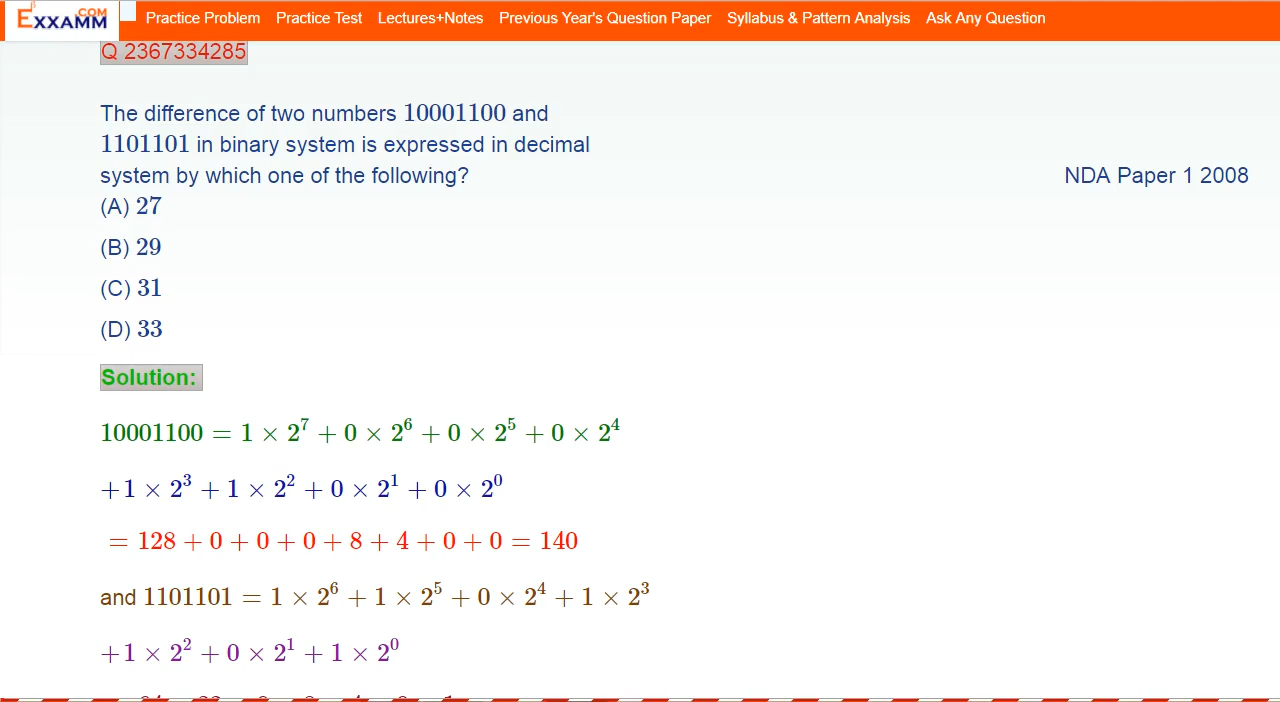 EXXAMM .COM β
Practice Problem Practice Test Lectures+Notes Previous Year's Question Paper Syllabus & Pattern Analysis Ask Any Question
Q 2367334285
The difference of two numbers 10001100 and
1101101 in binary system is expressed in decimal
system by which one of the following?
NDA Paper 1 2008
(A) 27
(B) 29
(C) 31
(D) 33
Solution:
10001100 = 1 × 2^7 + 0 × 2^6 + 0 × 2^5 + 0 × 2^4
+1 × 2^3 + 1 × 2^2 + 0 × 2^1 + 0 × 2^0
= 128 + 0 + 0 + 0 + 8 + 4 + 0 + 0 = 140
and 1101101 = 1 × 2^6 + 1 × 2^5 + 0 × 2^4 + 1 × 2^3
+1 × 2^2 + 0 × 2^1 + 1 × 2^0